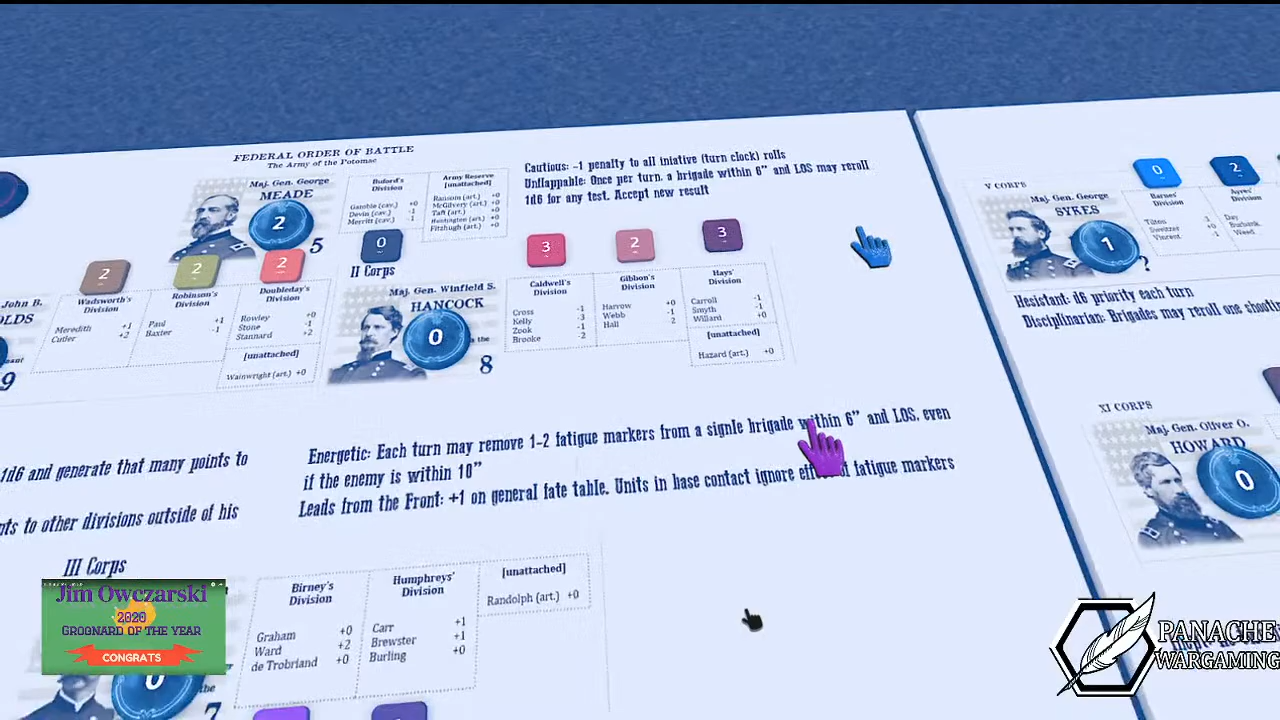 FEDERAL ORDER OF BATTLE
The Army of the Potomac
Maj. Gen. George
MEADE
2
5
Buford's
Division
Gamble (cav.) +0
Devin (cav.) -1
Merritt (cav.) -1
Army Reserve
[unattached]
Ransom (art.) +0
McGilvery (art.) +0
Taft (art.) +0
Huntington (art.) +0
Fitzhugh (art.) +0
Cautious: -1 penalty to all iniative (turn clock) rolls
Unflappable: Once per turn, a brigade within 6" and LOS may reroll
1d6 for any test. Accept new result
John B.
OLDS
9
2
Wadsworth's
Division
Meredith +1
Cutler +2
2
Robinson's
Division
Paul +1
Baxter -1
2
Doubleday's
Division
Rowley +0
Stone -1
Stannard +2
[unattached]
Wainwright (art.) +0
0
II Corps
Maj. Gen. Winfield S.
HANCOCK
0
the
8
3
Caldwell's
Division
Cross -1
Kelly -3
Zook -1
Brooke -2
2
Gibbon's
Division
Harrow +0
Webb -1
Hall -2
3
Hays'
Division
Carroll -1
Smyth -1
Willard +0
[unattached]
Hazard (art.) +0
Energetic: Each turn may remove 1-2 fatigue markers from a signle brigade within 6" and LOS, even
if the enemy is within 10"
Leads from the Front: +1 on general fate table. Units in base contact ignore of fatigue markers
1d6 and generate that many points to
nts to other divisions outside of his
III Corps
0
the
7
Birney's
Division
Graham +0
Ward +2
de Trobriand +0
Humphreys'
Division
Carr +1
Brewster +1
Burling +0
[unattached]
Randolph (art.) +0
V CORPS
Maj. Gen. George
SYKES
1
?
0
Barnes'
Division
Tilton
Sweitzer +0
Vincent -1
2
Ayres'
Division
Day
Burbank
Weed
Resistant: d6 priority each turn
Disciplinarian: Brigades may reroll one
XI CORPS
Maj. Gen. Oliver O.
HOWARD
0
Jim Owczarski
2020
GROGNARD OF THE YEAR
CONGRATS
PANACHE
WARGAMING